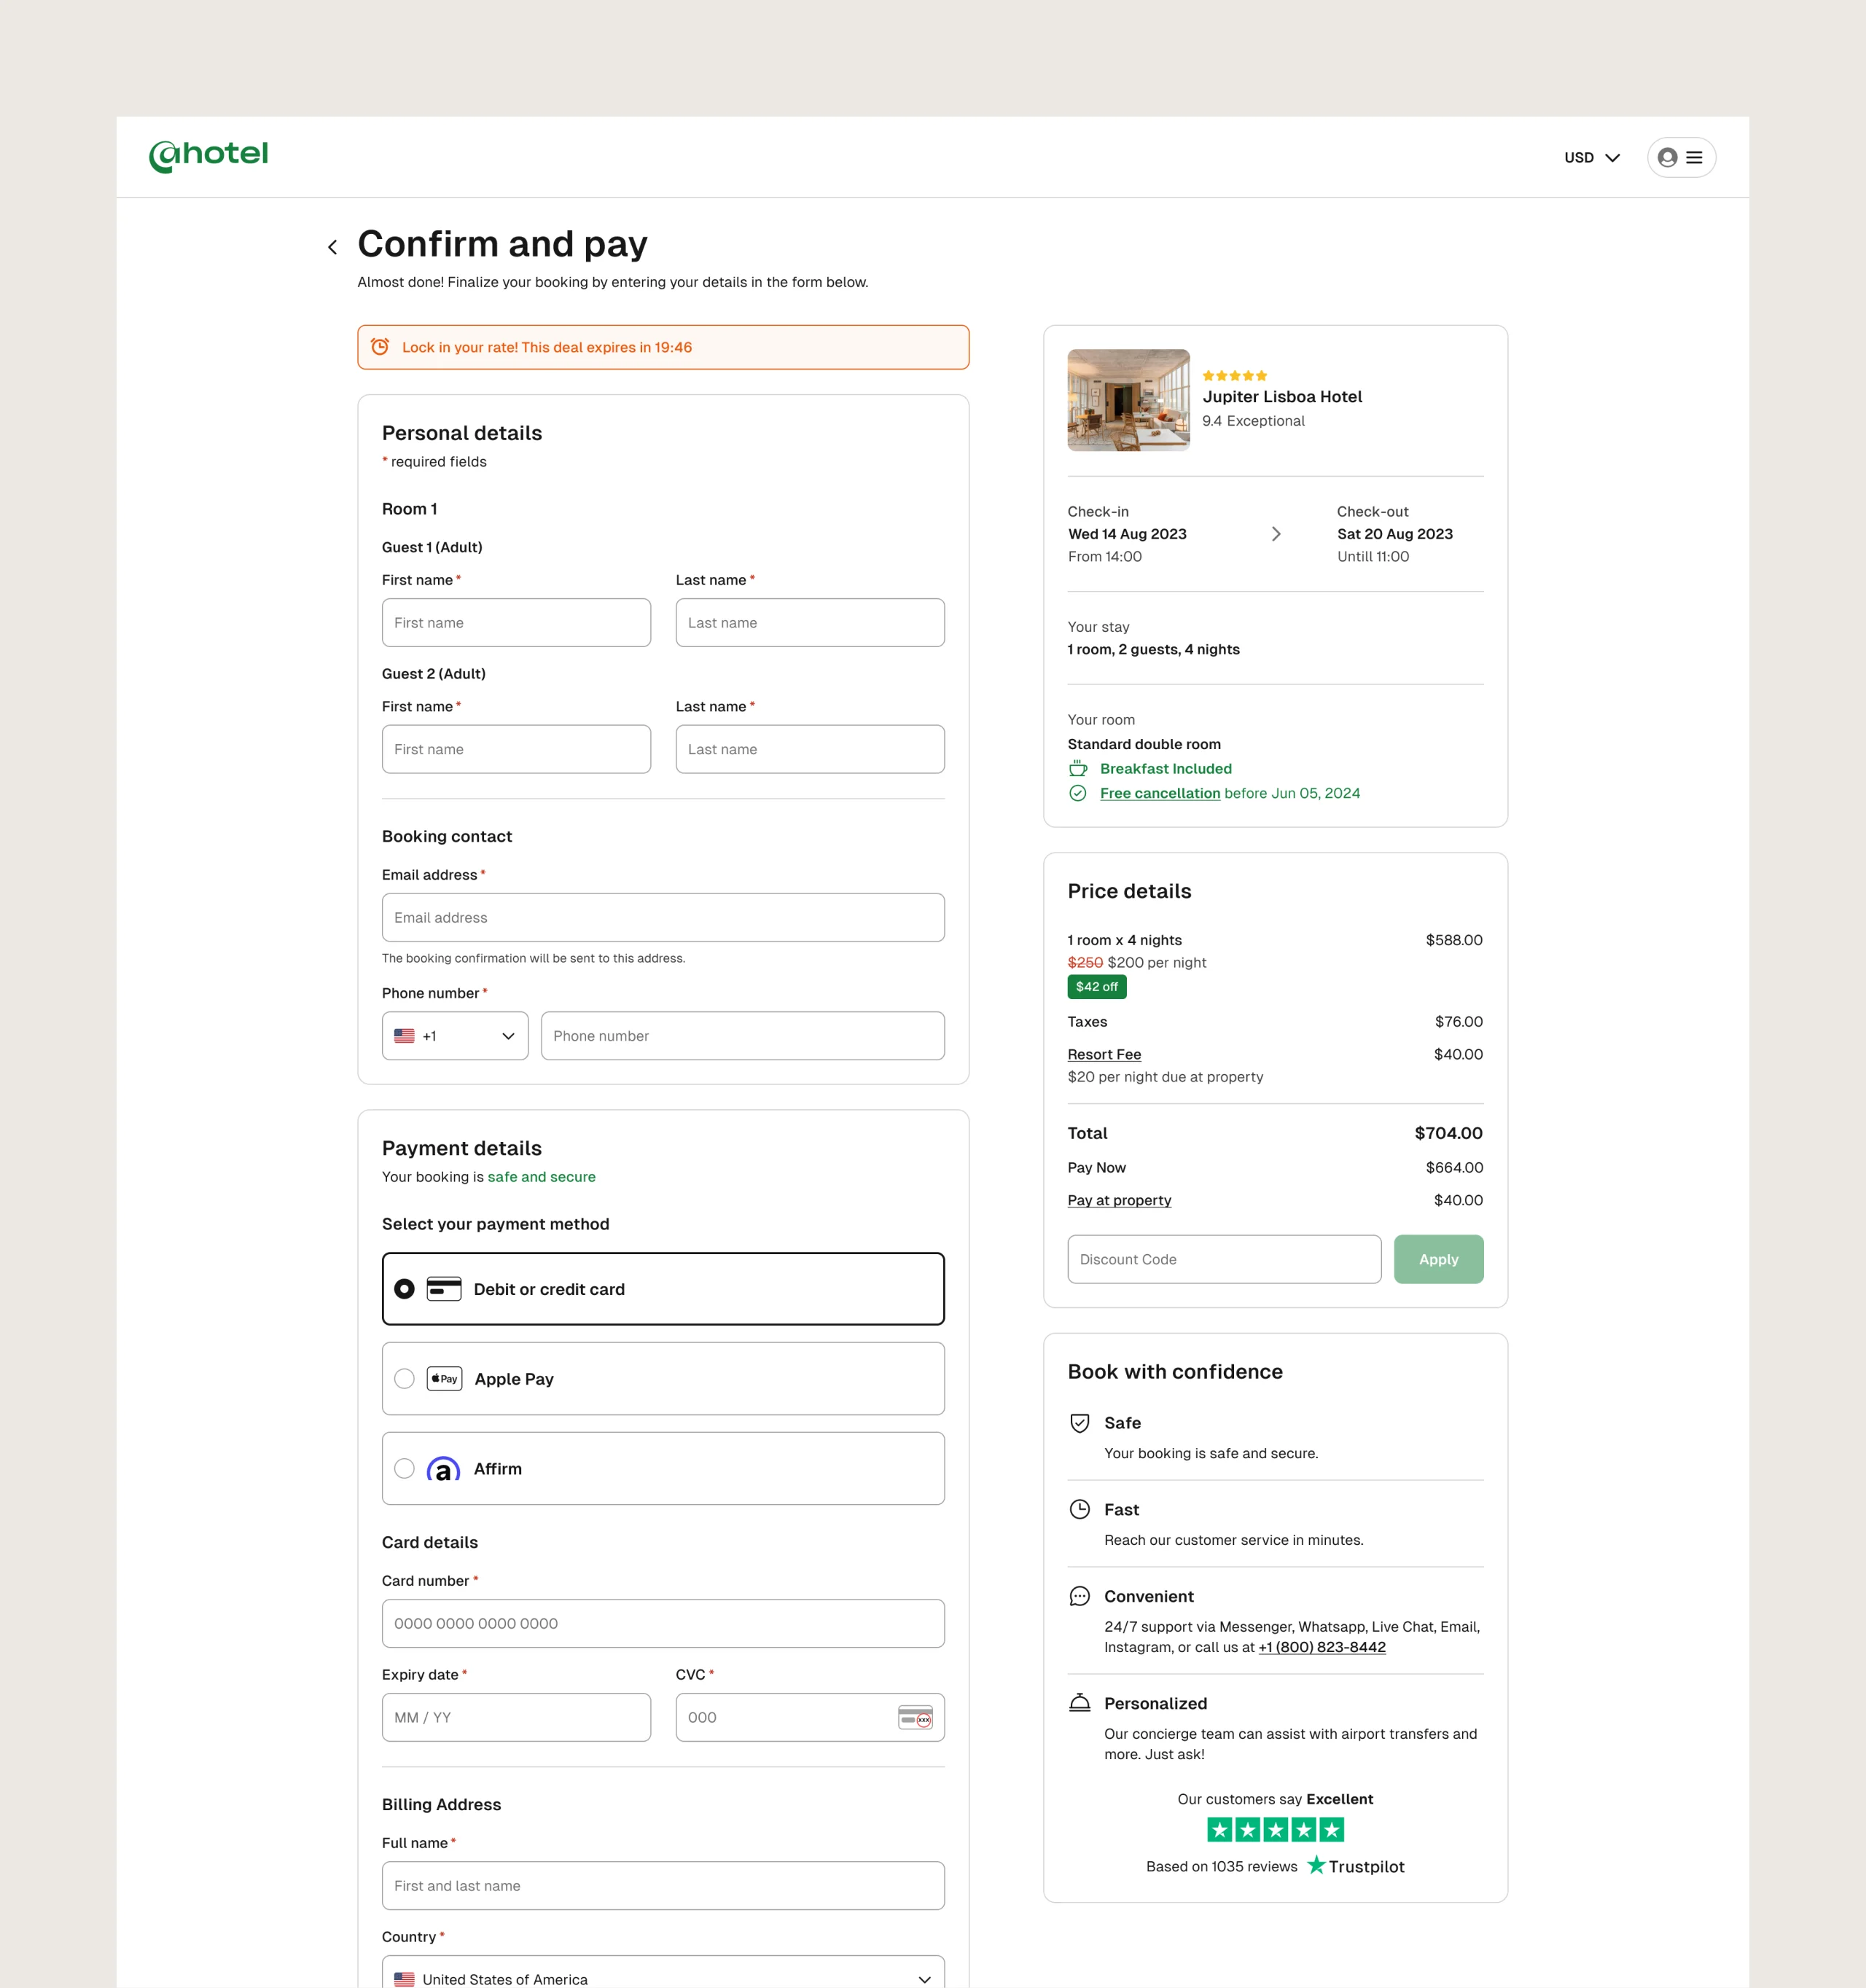 ahotel
USD
Confirm and pay
Almost done! Finalize your booking by entering your details in the form below.
Lock in your rate! This deal expires in 19:46
Personal details
* required fields
Room 1
Guest 1 (Adult)
First name *
Last name *
First name
Last name
Guest 2 (Adult)
First name *
Last name *
First name
Last name
Booking contact
Email address *
Email address
The booking confirmation will be sent to this address.
Phone number *
+1
Phone number
Payment details
Your booking is safe and secure
Select your payment method
Debit or credit card
Pay
Apple Pay
a
Affirm
Card details
Card number *
0000 0000 0000 0000
Expiry date *
CVC *
MM / YY
000
xxx
Billing Address
Full name *
First and last name
Country *
United States of America
Jupiter Lisboa Hotel
9.4 Exceptional
Check-in
Wed 14 Aug 2023
From 14:00
Check-out
Sat 20 Aug 2023
Untill 11:00
Your stay
1 room, 2 guests, 4 nights
Your room
Standard double room
Breakfast Included
Free cancellation before Jun 05, 2024
Price details
1 room x 4 nights
$588.00
$250 $200 per night
$42 off
Taxes
$76.00
Resort Fee
$40.00
$20 per night due at property
Total
$704.00
Pay Now
$664.00
Pay at property
$40.00
Discount Code
Apply
Book with confidence
Safe
Your booking is safe and secure.
Fast
Reach our customer service in minutes.
Convenient
24/7 support via Messenger, Whatsapp, Live Chat, Email,
Instagram, or call us at +1 (800) 823-8442
Personalized
Our concierge team can assist with airport transfers and
more. Just ask!
Our customers say Excellent
Based on 1035 reviews Trustpilot